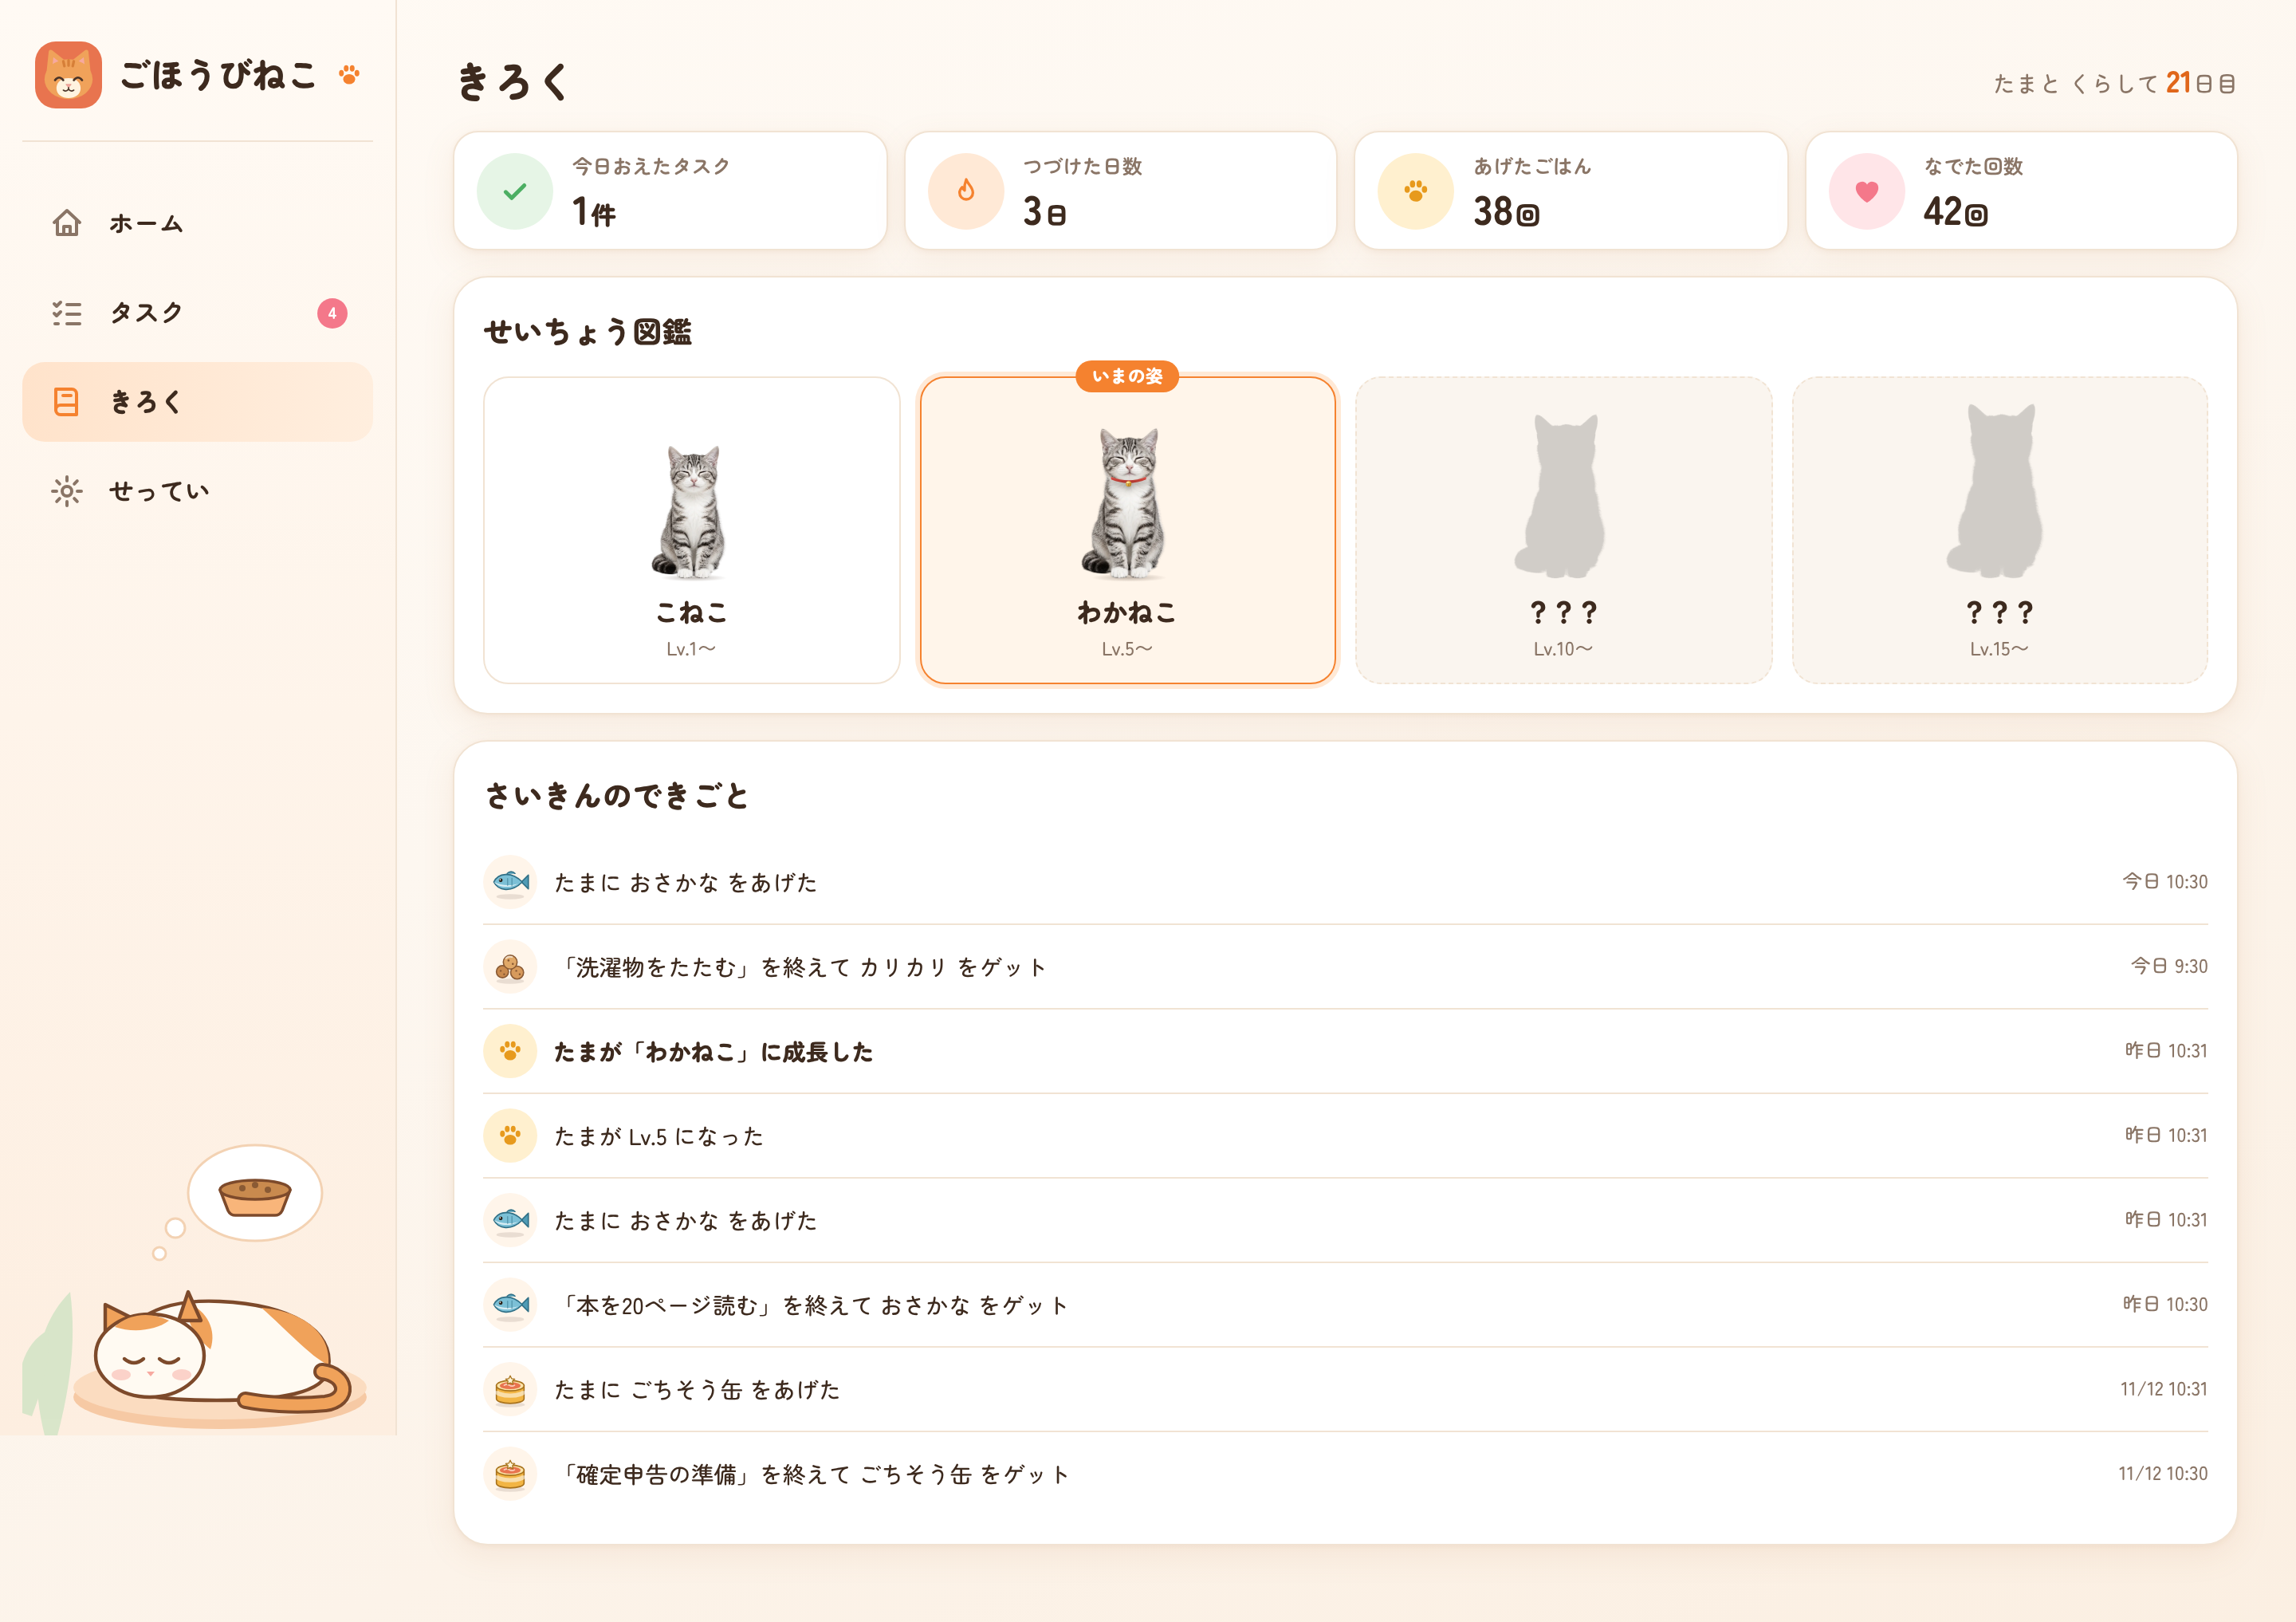 ごほうびねこ
ホーム
タスク 4
きろく
せってい
きろく
たまと くらして 21日目
今日おえたタスク
1件
つづけた日数
3日
あげたごはん
38回
なでた回数
42回
せいちょう図鑑
こねこ
Lv.1〜
いまの姿
わかねこ
Lv.5〜
？？？
Lv.10〜
？？？
Lv.15〜
さいきんのできごと
たまに おさかな をあげた 今日 10:30
「洗濯物をたたむ」を終えて カリカリ をゲット 今日 9:30
たまが「わかねこ」に成長した 昨日 10:31
たまが Lv.5 になった 昨日 10:31
たまに おさかな をあげた 昨日 10:31
「本を20ページ読む」を終えて おさかな をゲット 昨日 10:30
たまに ごちそう缶 をあげた 11/12 10:31
「確定申告の準備」を終えて ごちそう缶 をゲット 11/12 10:30